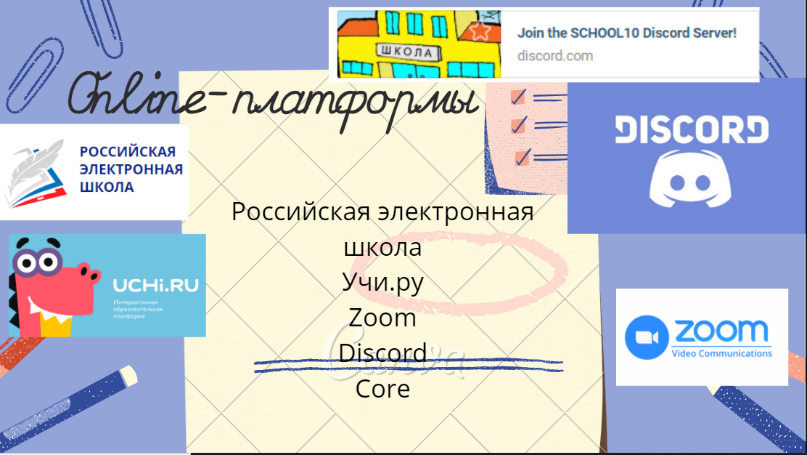 Join the SCHOOL10 Discord Server!
discord.com
ШКОЛА
Online-платформы
DISCORD
РОССИЙСКАЯ
ЭЛЕКТРОННАЯ
ШКОЛА
Российская электронная
школа
Учи.ру
Zoom
Discord
Core
UCHi.RU
Интерактивная
образовательная
платформа
zoom
Video Communications
Canva